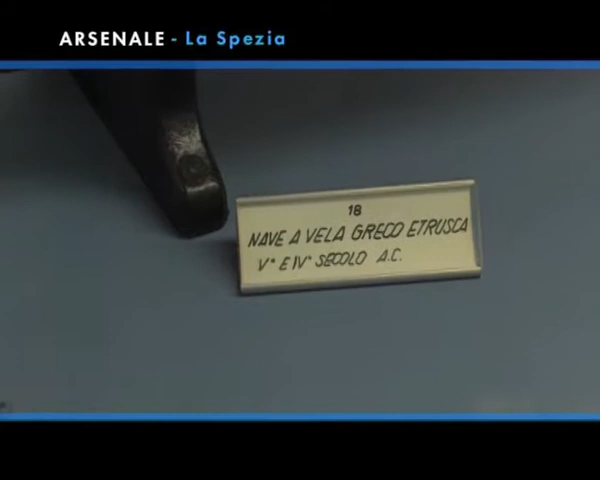 ARSENALE - La Spezia
18
NAVE A VELA GRECO ETRUSCA
V° E IV° SECOLO A.C.